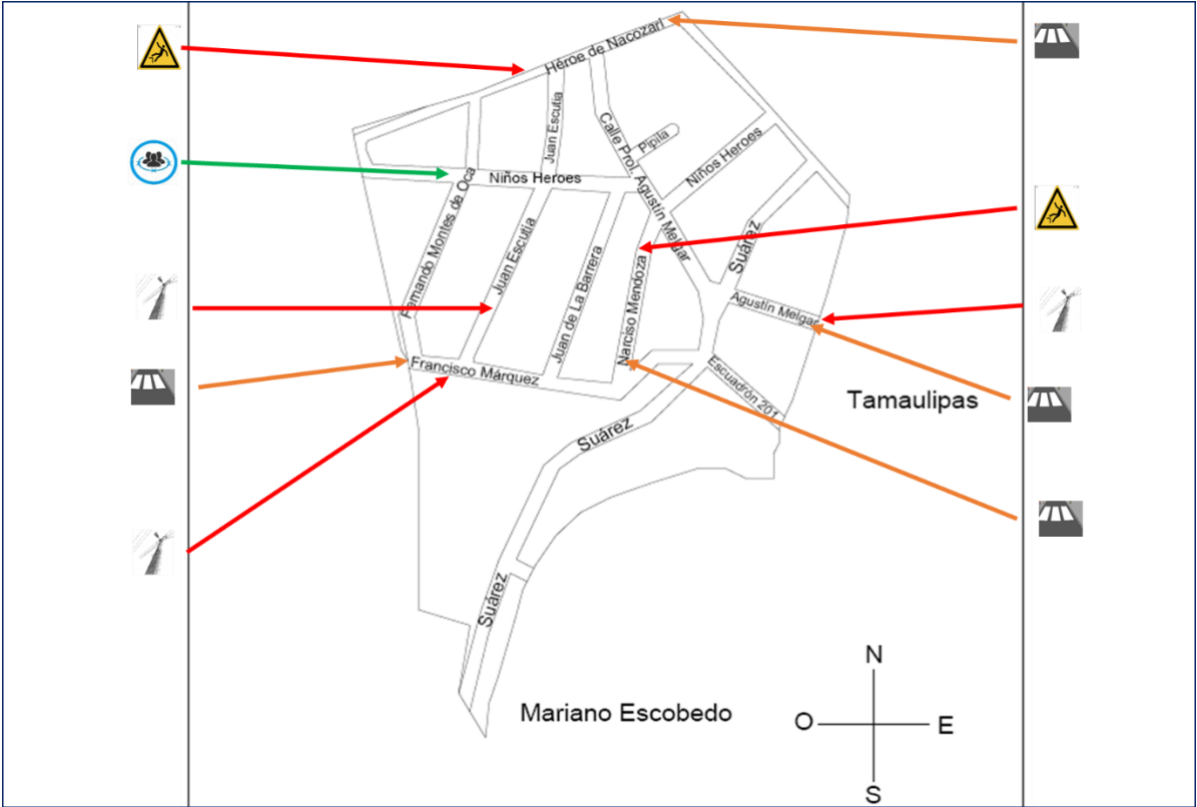 Héroe de Nacozari
Juan Escutia
Calle Prol. Agustín Melgar
Pipila
Niños Heroes
Niños Heroes
Fernando Montes de Oca
Juan Escutia
Juan de La Barrera
Narciso Mendoza
Suárez
Agustín Melgar
Francisco Márquez
Escuadrón 201
Tamaulipas
Suárez
Suárez
Mariano Escobedo
N
O
E
S